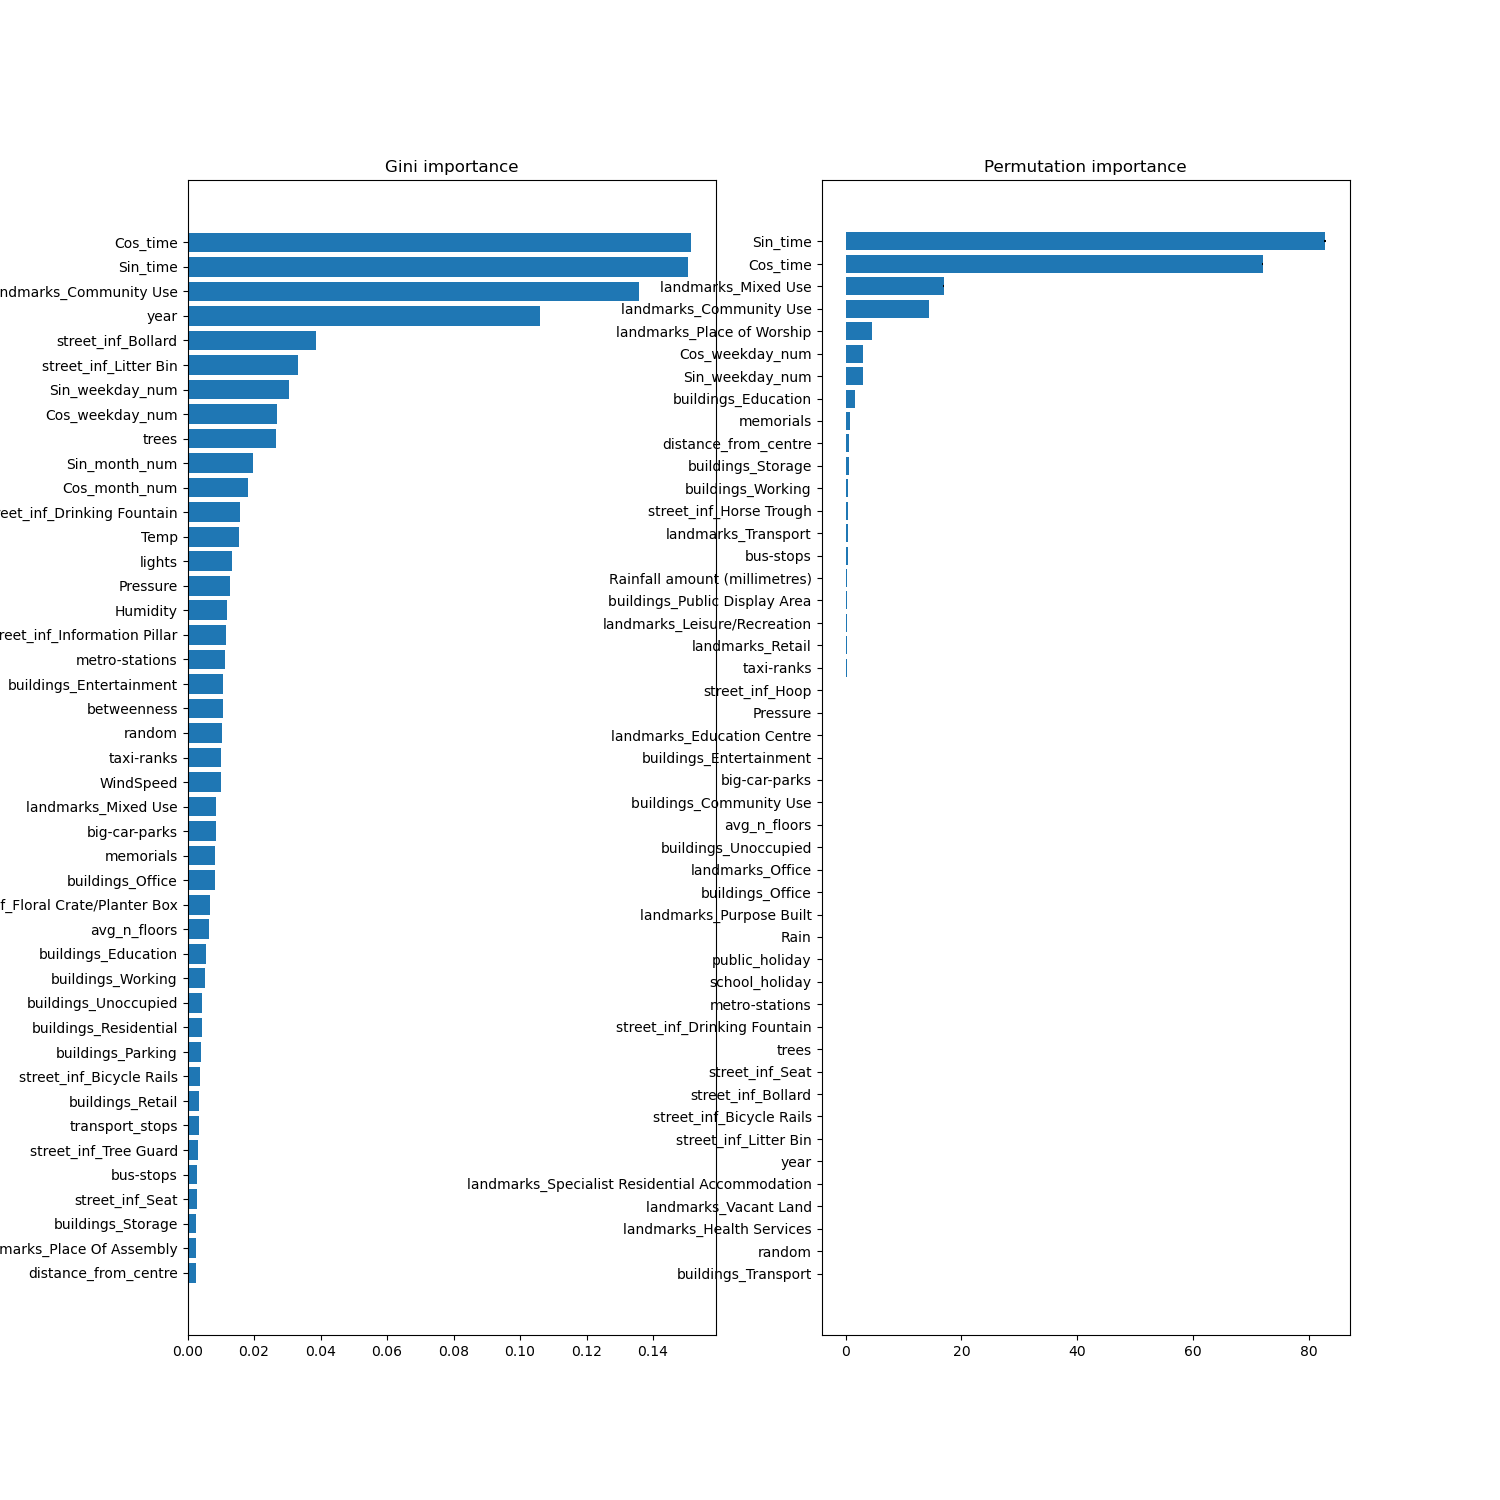 Gini importance
Cos_time
Sin_time
ndmarks_Community Use
year
street_inf_Bollard
street_inf_Litter Bin
Sin_weekday_num
Cos_weekday_num
trees
Sin_month_num
Cos_month_num
eet_inf_Drinking Fountain
Temp
lights
Pressure
Humidity
reet_inf_Information Pillar
metro-stations
buildings_Entertainment
betweenness
random
taxi-ranks
WindSpeed
landmarks_Mixed Use
big-car-parks
memorials
buildings_Office
f_Floral Crate/Planter Box
avg_n_floors
buildings_Education
buildings_Working
buildings_Unoccupied
buildings_Residential
buildings_Parking
street_inf_Bicycle Rails
buildings_Retail
transport_stops
street_inf_Tree Guard
bus-stops
street_inf_Seat
buildings_Storage
marks_Place Of Assembly
distance_from_centre
0.00 0.02 0.04 0.06 0.08 0.10 0.12 0.14
Permutation importance
Sin_time
Cos_time
landmarks_Mixed Use
landmarks_Community Use
landmarks_Place of Worship
Cos_weekday_num
Sin_weekday_num
buildings_Education
memorials
distance_from_centre
buildings_Storage
buildings_Working
street_inf_Horse Trough
landmarks_Transport
bus-stops
Rainfall amount (millimetres)
buildings_Public Display Area
landmarks_Leisure/Recreation
landmarks_Retail
taxi-ranks
street_inf_Hoop
Pressure
landmarks_Education Centre
buildings_Entertainment
big-car-parks
buildings_Community Use
avg_n_floors
buildings_Unoccupied
landmarks_Office
buildings_Office
landmarks_Purpose Built
Rain
public_holiday
school_holiday
metro-stations
street_inf_Drinking Fountain
trees
street_inf_Seat
street_inf_Bollard
street_inf_Bicycle Rails
street_inf_Litter Bin
year
landmarks_Specialist Residential Accommodation
landmarks_Vacant Land
landmarks_Health Services
random
buildings_Transport
0 20 40 60 80